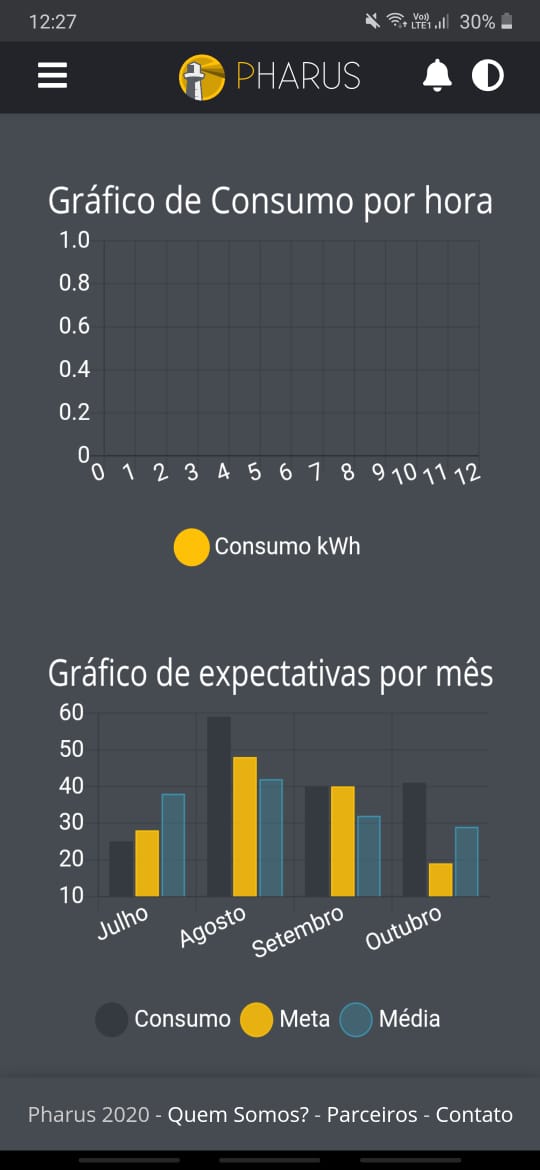 12:27 Vo)) LTE1 30%
PHARUS
Gráfico de Consumo por hora
1.0
0.8
0.6
0.4
0.2
0
0 1 2 3 4 5 6 7 8 9 10 11 12
Consumo kWh
Gráfico de expectativas por mês
60
50
40
30
20
10
Julho Agosto Setembro Outubro
Consumo Meta Média
Pharus 2020 - Quem Somos? - Parceiros - Contato